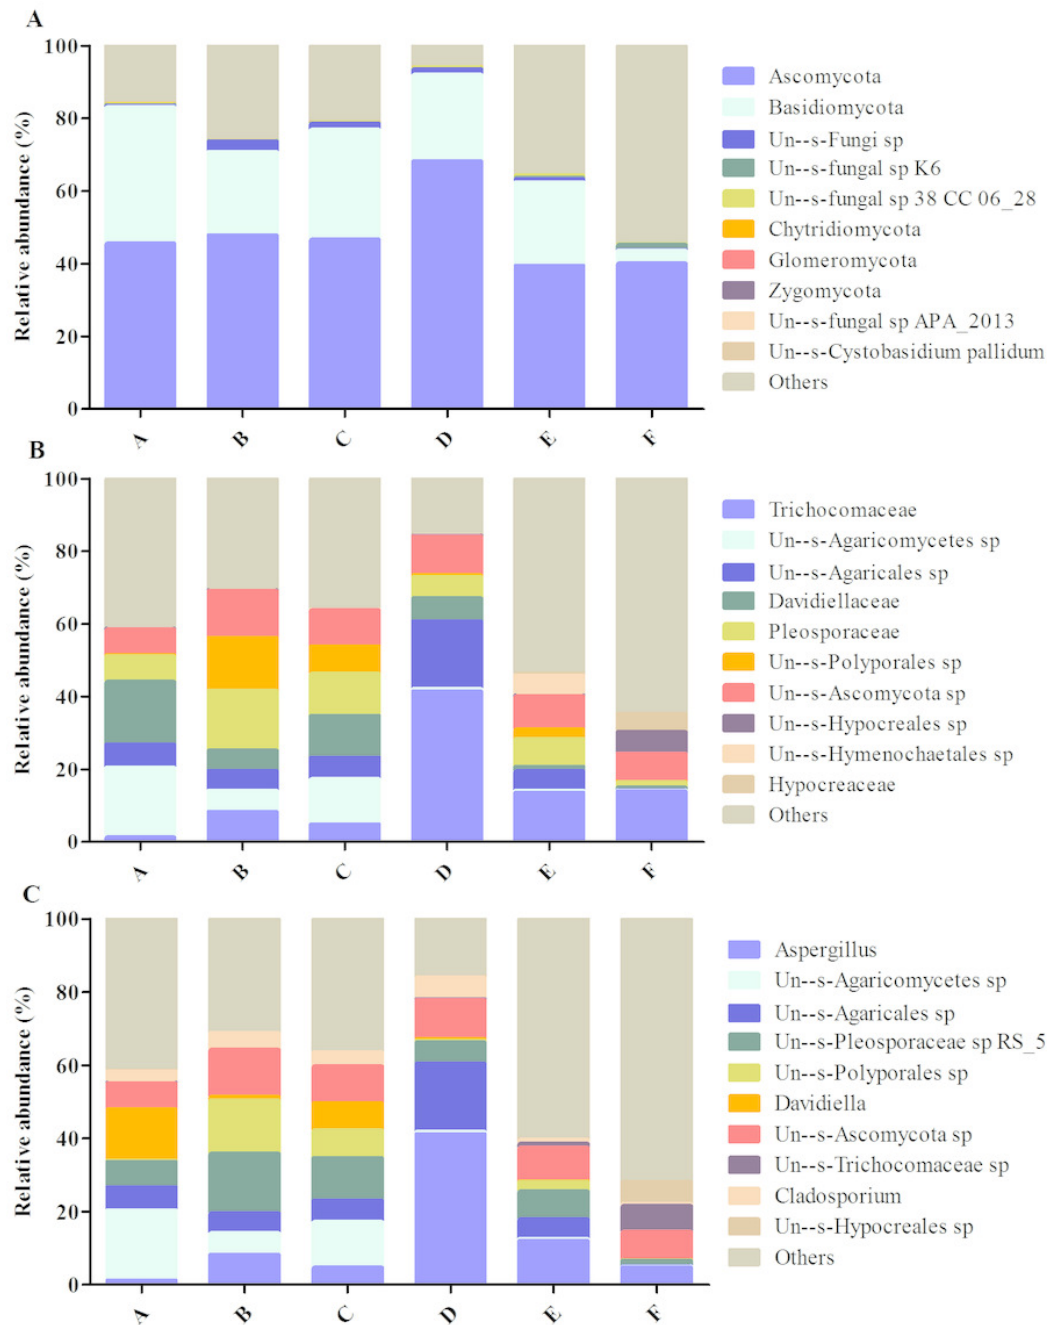 A
Relative abundance (%)
100
80
60
40
20
0
A B C D E F
Ascomycota
Basidiomycota
Un--s-Fungi sp
Un--s-fungal sp K6
Un--s-fungal sp 38 CC 06_28
Chytridiomycota
Glomeromycota
Zygomycota
Un--s-fungal sp APA_2013
Un--s-Cystobasidium pallidum
Others
B
Relative abundance (%)
100
80
60
40
20
0
A B C D E F
Trichocomaceae
Un--s-Agaricomycetes sp
Un--s-Agaricales sp
Davidiellaceae
Pleosporaceae
Un--s-Polyporales sp
Un--s-Ascomycota sp
Un--s-Hypocreales sp
Un--s-Hymenochaetales sp
Hypocreaceae
Others
C
Relative abundance (%)
100
80
60
40
20
0
A B C D E F
Aspergillus
Un--s-Agaricomycetes sp
Un--s-Agaricales sp
Un--s-Pleosporaceae sp RS_5
Un--s-Polyporales sp
Davidiella
Un--s-Ascomycota sp
Un--s-Trichocomaceae sp
Cladosporium
Un--s-Hypocreales sp
Others